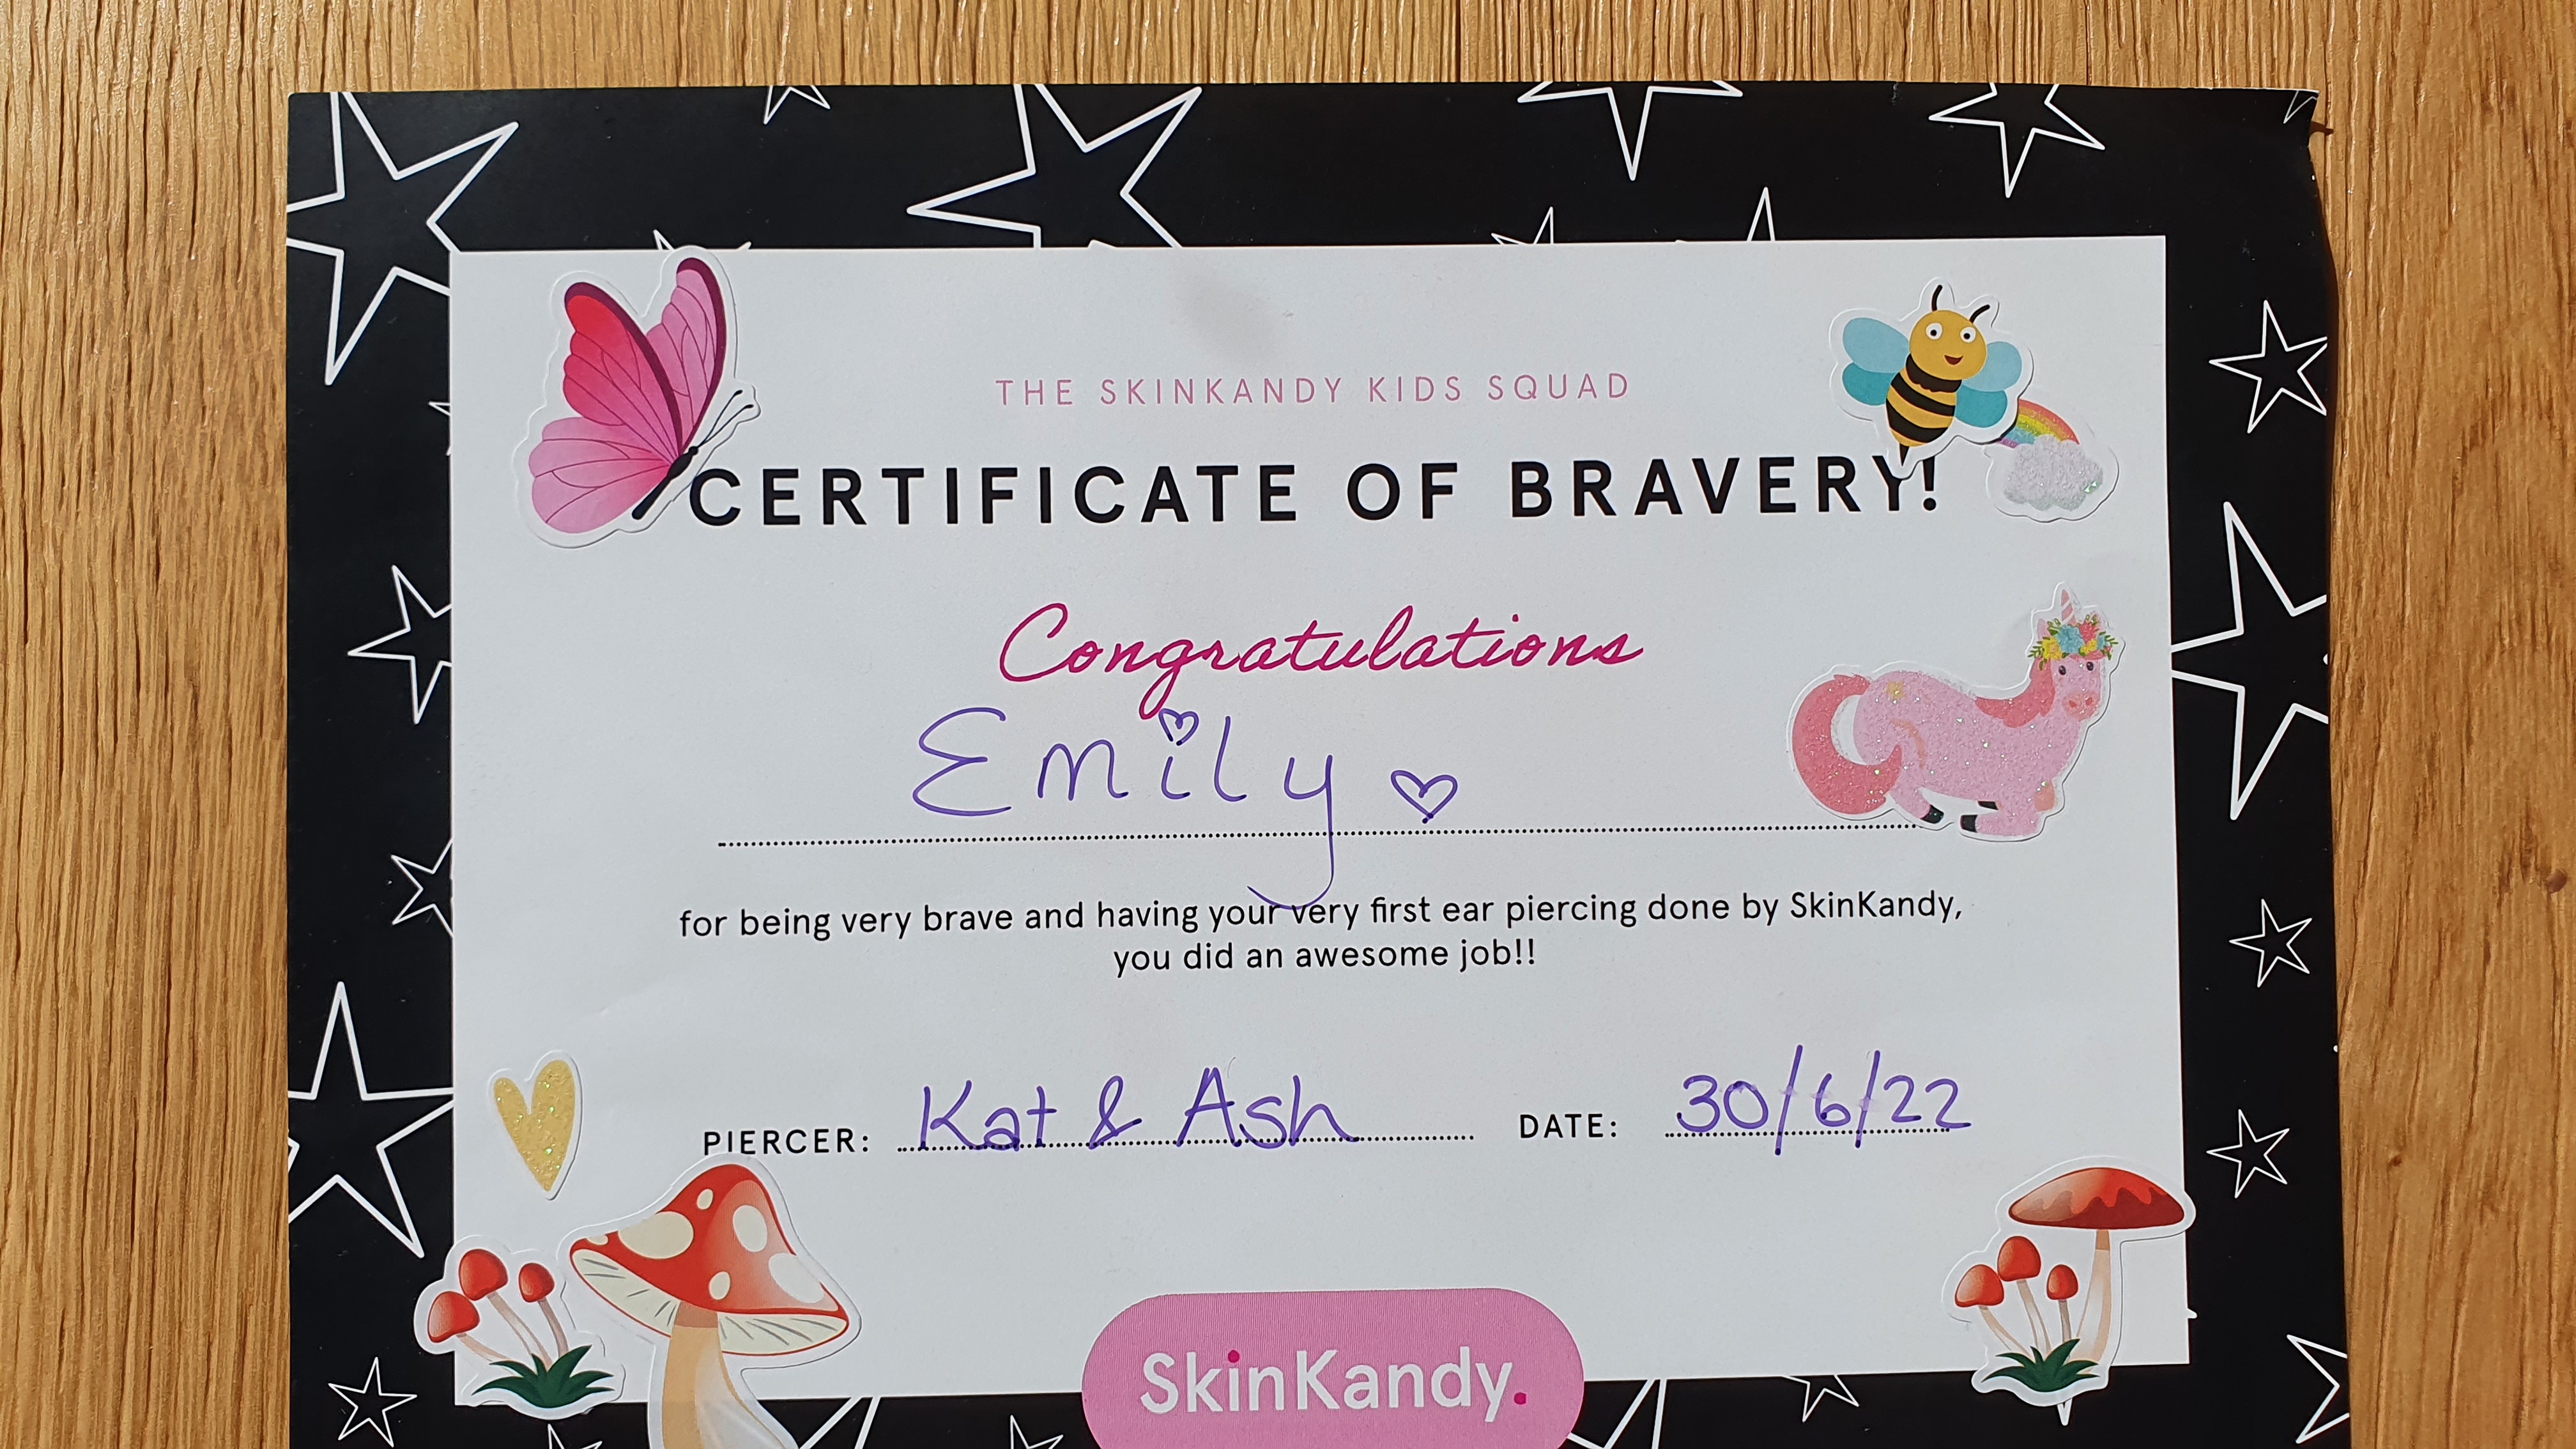 THE SKINKANDY KIDS SQUAD
CERTIFICATE OF BRAVERY!
Congratulations
Emily
for being very brave and having your very first ear piercing done by SkinKandy,
you did an awesome job!!
PIERCER: Kat & Ash DATE: 30/6/22
SkinKandy.